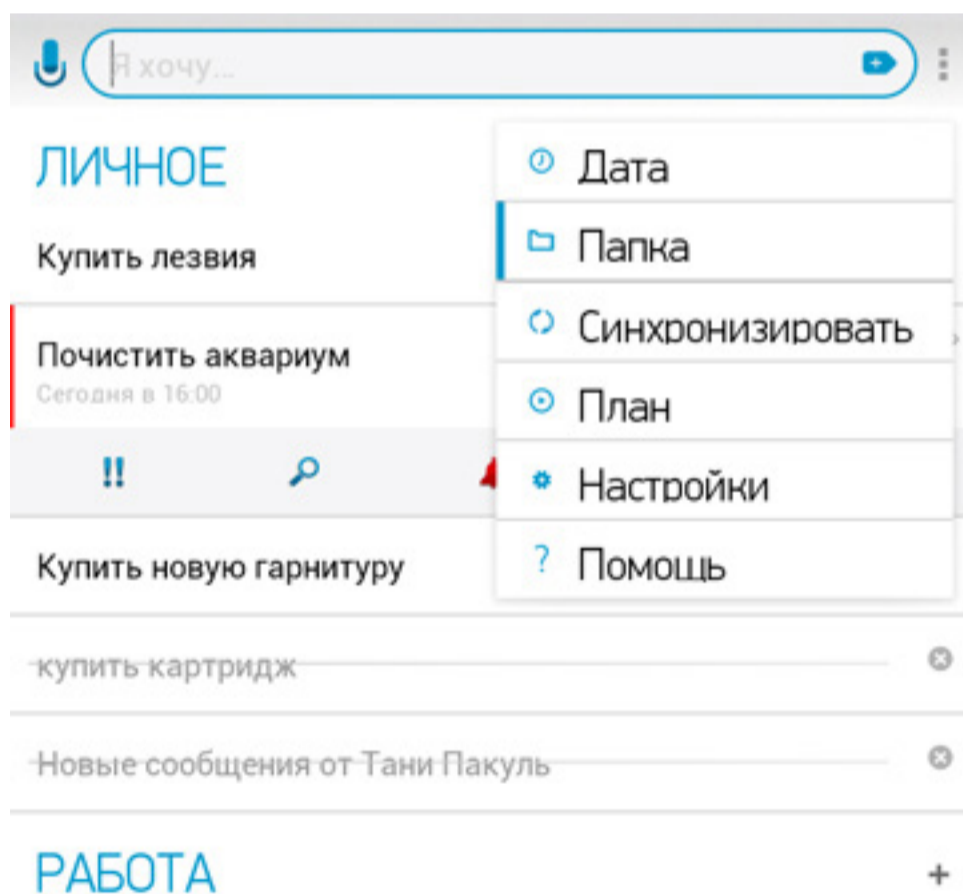 Я хочу...
ЛИЧНОЕ
Купить лезвия
Почистить аквариум
Сегодня в 16:00
Купить новую гарнитуру
купить картридж
Новые сообщения от Тани Пакуль
РАБОТА
Дата
Папка
Синхронизировать
План
Настройки
Помощь